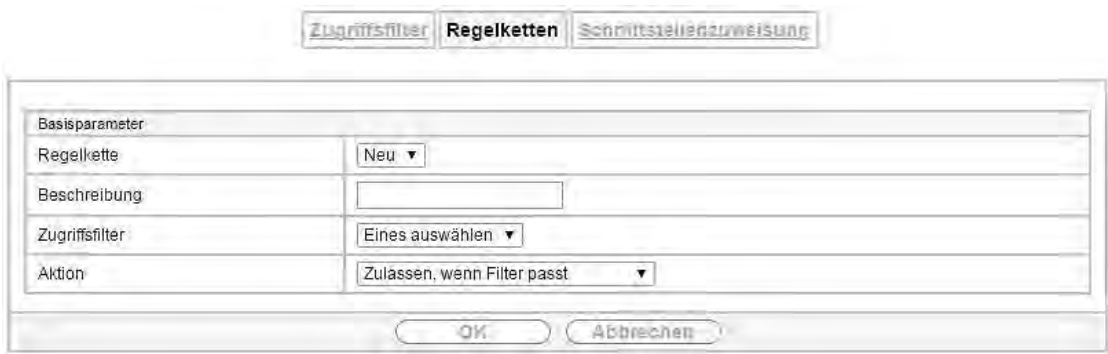 Zugriffsfilter Regelketten Schnittstellenzuweisung
Basisparameter
Regelkette Neu
Beschreibung
Zugriffsfilter Eines auswählen
Aktion Zulassen, wenn Filter passt
OK Abbrechen